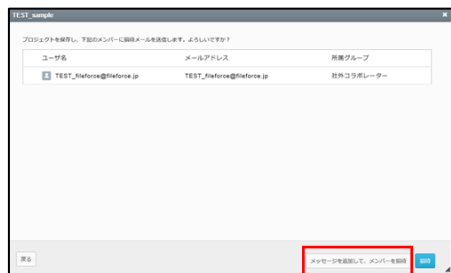 TEST_sample
プロジェクトを保存し、下記のメンバーに招待メールを送信します。よろしいですか？
ユーザ名 メールアドレス 所属グループ
TEST_fileforce@fileforce.jp TEST_fileforce@fileforce.jp 社外コラボレーター
戻る メッセージを追加して、メンバーを招待 招待